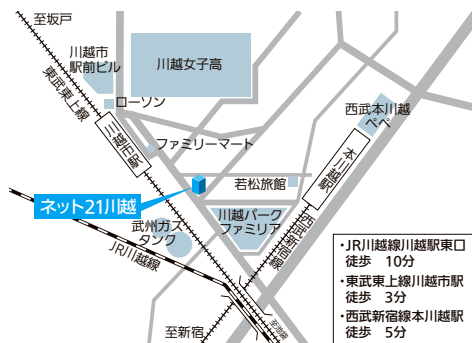 至坂戸
川越市
駅前ビル
川越女子高
東武東上線
ローソン
川越市駅
西武本川越
ペペ
ファミリーマート
本川越駅
若松旅館
ネット21川越
川越パーク
ファミリア
武州ガス
タンク
西武新宿線
JR川越線
至池袋
至新宿
・JR川越線川越駅東口
徒歩 10分
・東武東上線川越市駅
徒歩 3分
・西武新宿線本川越駅
徒歩 5分